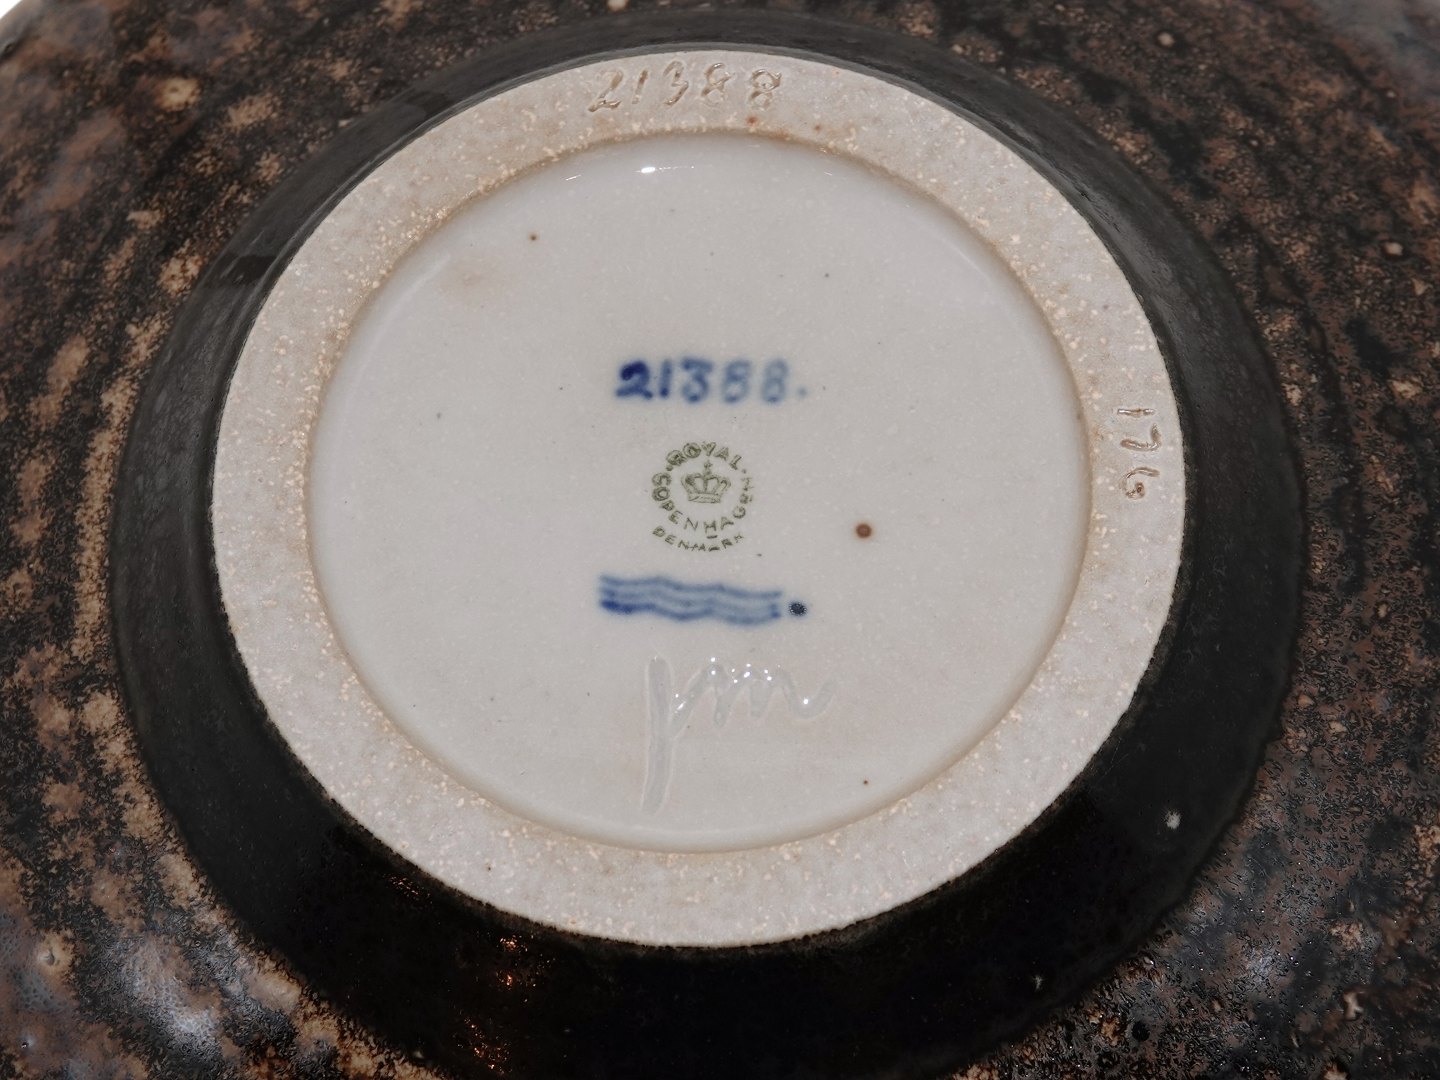 21388
21388.
ROYAL
COPENHAGEN
DENMARK
176